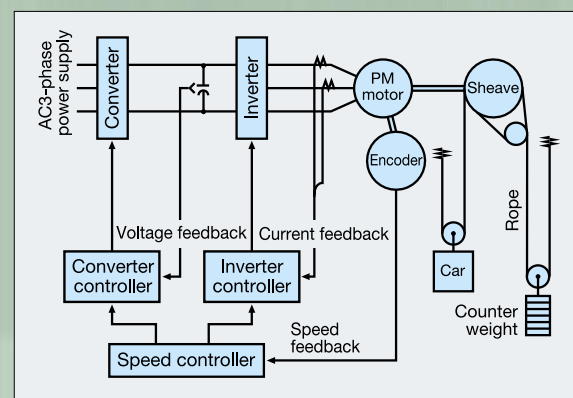 AC3-phase
power supply
Converter
Inverter
PM
motor
Sheave
Encoder
Rope
Voltage feedback
Current feedback
Converter
controller
Inverter
controller
Car
Counter
weight
Speed
feedback
Speed controller